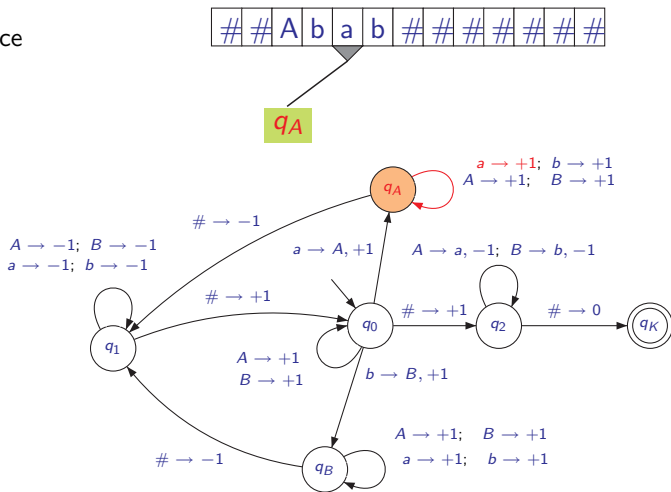 ce
# # A b a b # # # # # # #
q_A
q_A
a → +1; b → +1
A → +1; B → +1
# → −1
A → −1; B → −1
a → −1; b → −1
a → A, +1
A → a, −1; B → b, −1
# → +1
# → +1
# → 0
q_1
q_0
q_2
q_K
A → +1
B → +1
b → B, +1
A → +1; B → +1
a → +1; b → +1
# → −1
q_B